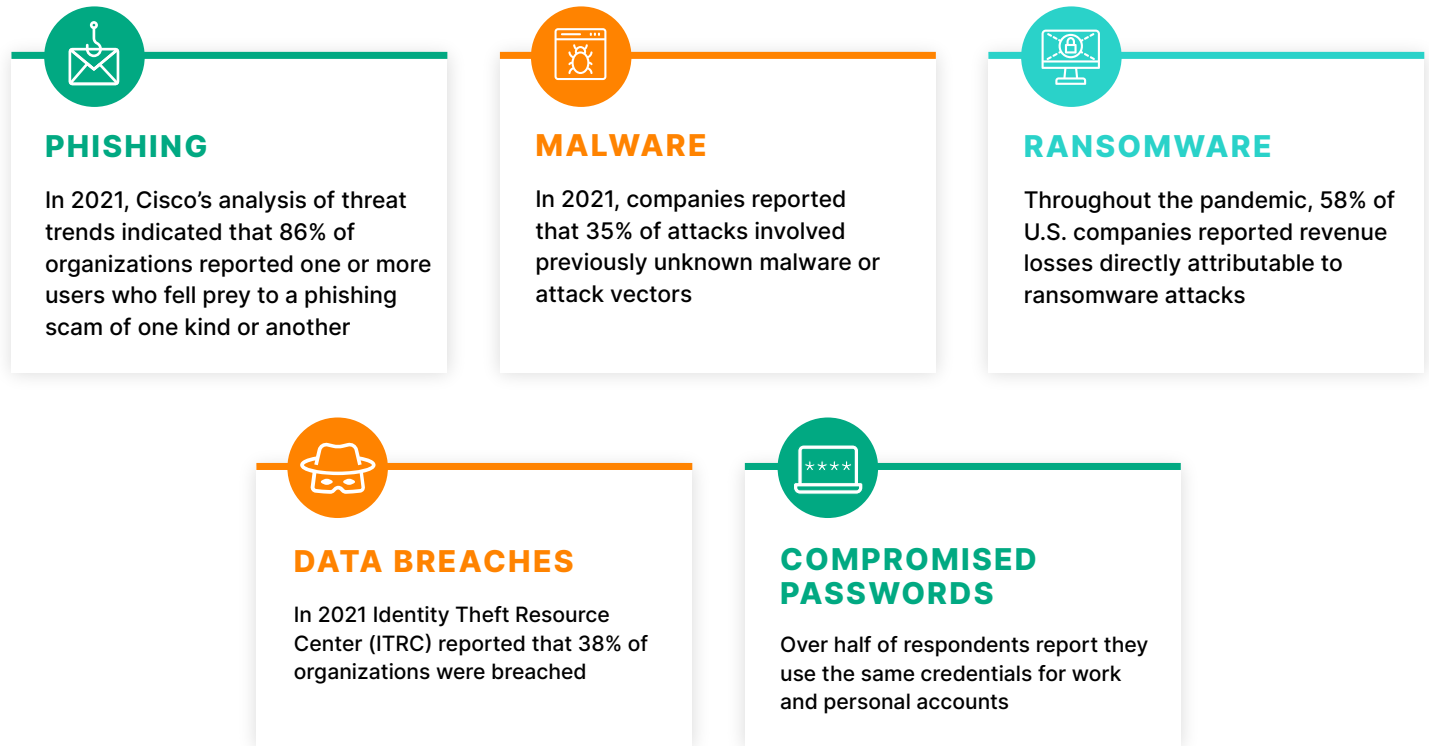 PHISHING
In 2021, Cisco’s analysis of threat
trends indicated that 86% of
organizations reported one or more
users who fell prey to a phishing
scam of one kind or another
MALWARE
In 2021, companies reported
that 35% of attacks involved
previously unknown malware or
attack vectors
RANSOMWARE
Throughout the pandemic, 58% of
U.S. companies reported revenue
losses directly attributable to
ransomware attacks
DATA BREACHES
In 2021 Identity Theft Resource
Center (ITRC) reported that 38% of
organizations were breached
****
COMPROMISED
PASSWORDS
Over half of respondents report they
use the same credentials for work
and personal accounts